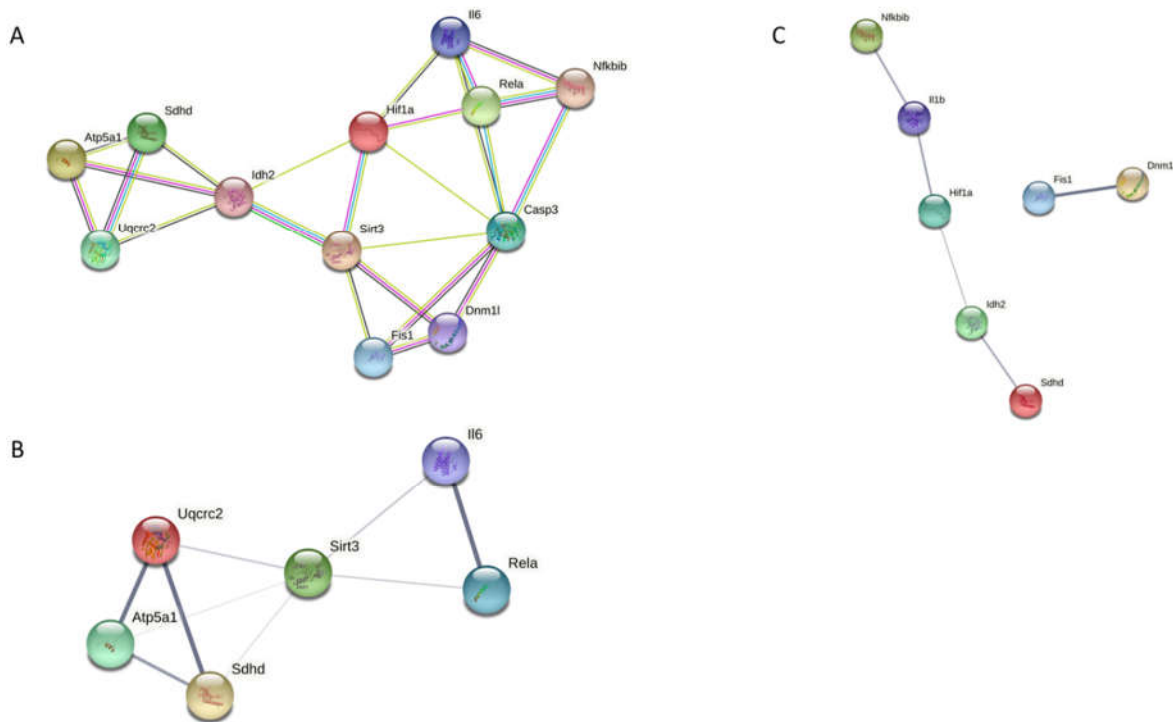 A
Il6
Nfkbib
Rela
Hif1a
Sdhd
Atp5a1
Idh2
Uqcrc2
Sirt3
Casp3
Dnm1l
Fis1
B
Il6
Uqcrc2
Sirt3
Rela
Atp5a1
Sdhd
C
Nfkbib
Il1b
Hif1a
Fis1
Dnm1
Idh2
Sdhd